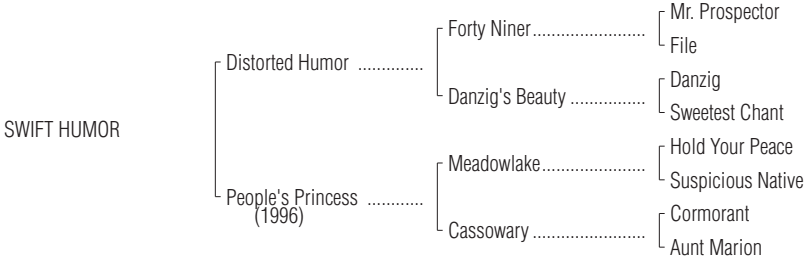 SWIFT HUMOR
Distorted Humor ..............
People's Princess ............
(1996)
Forty Niner........................
Danzig's Beauty ................
Meadowlake......................
Cassowary ........................
Mr. Prospector
File
Danzig
Sweetest Chant
Hold Your Peace
Suspicious Native
Cormorant
Aunt Marion